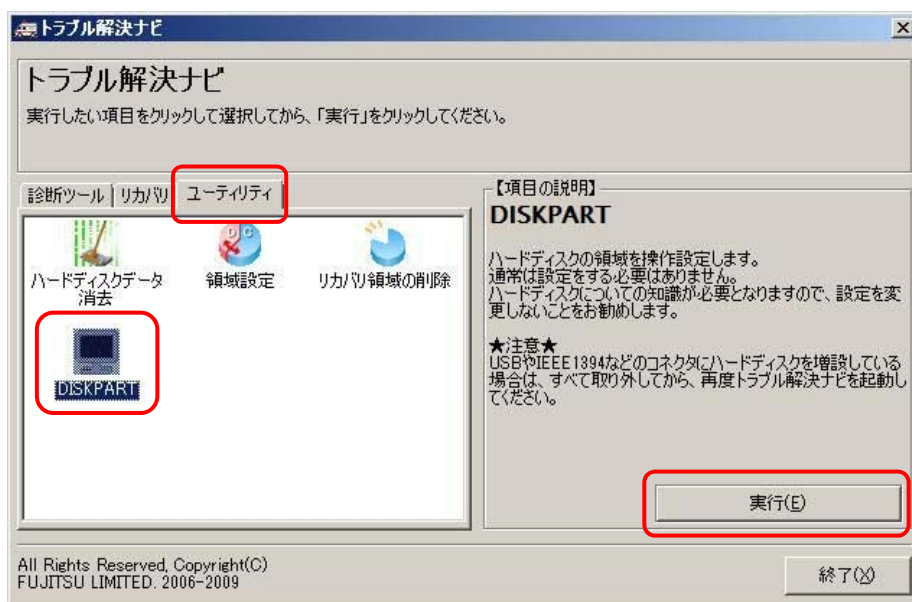 トラブル解決ナビ
トラブル解決ナビ
実行したい項目をクリックして選択してから、「実行」をクリックしてください。
診断ツール
リカバリ
ユーティリティ
ハードディスクデータ
消去
領域設定
リカバリ領域の削除
DISKPART
【項目の説明】
DISKPART
ハードディスクの領域を操作設定します。
通常は設定をする必要はありません。
ハードディスクについての知識が必要となりますので、設定を変
更しないことをお勧めします。
★注意★
USBやIEEE1394などのコネクタにハードディスクを増設している
場合は、すべて取り外してから、再度トラブル解決ナビを起動し
てください。
実行(E)
All Rights Reserved, Copyright(C)
FUJITSU LIMITED. 2006-2009
終了(X)